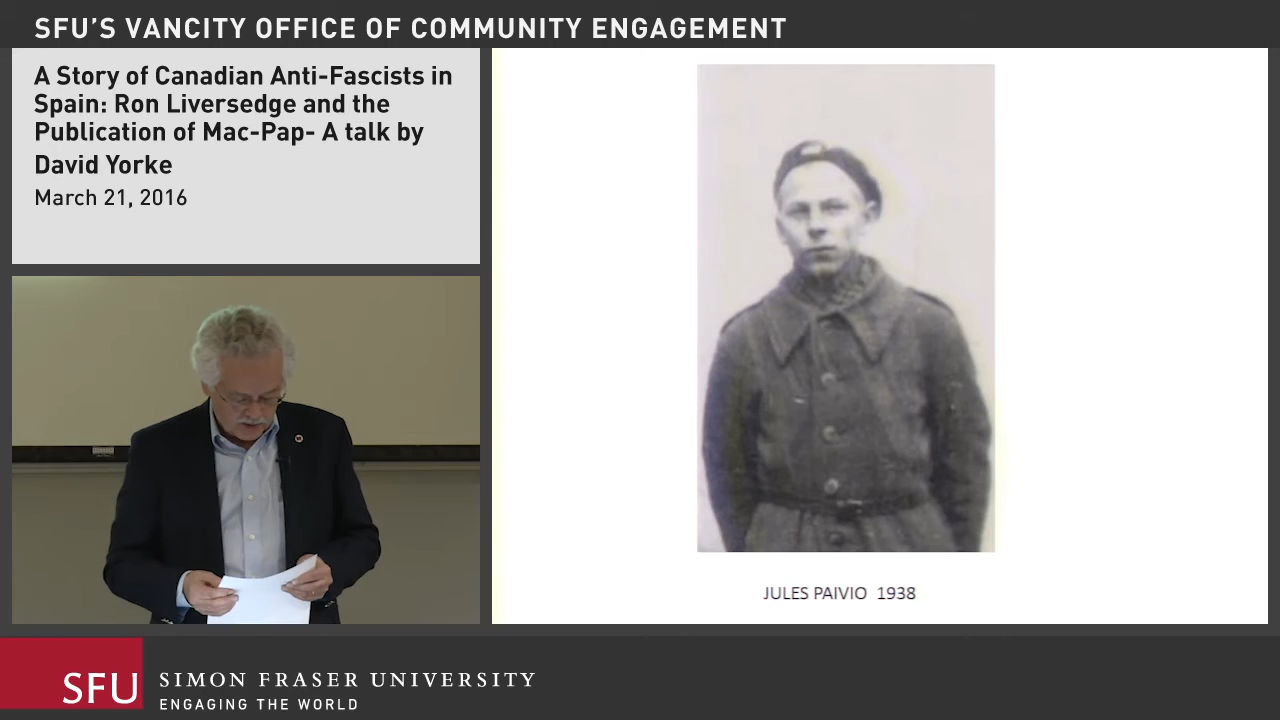 SFU'S VANCITY OFFICE OF COMMUNITY ENGAGEMENT
A Story of Canadian Anti-Fascists in
Spain: Ron Liversedge and the
Publication of Mac-Pap- A talk by
David Yorke
March 21, 2016
JULES PAIVIO 1938
SFU
SIMON FRASER UNIVERSITY
ENGAGING THE WORLD